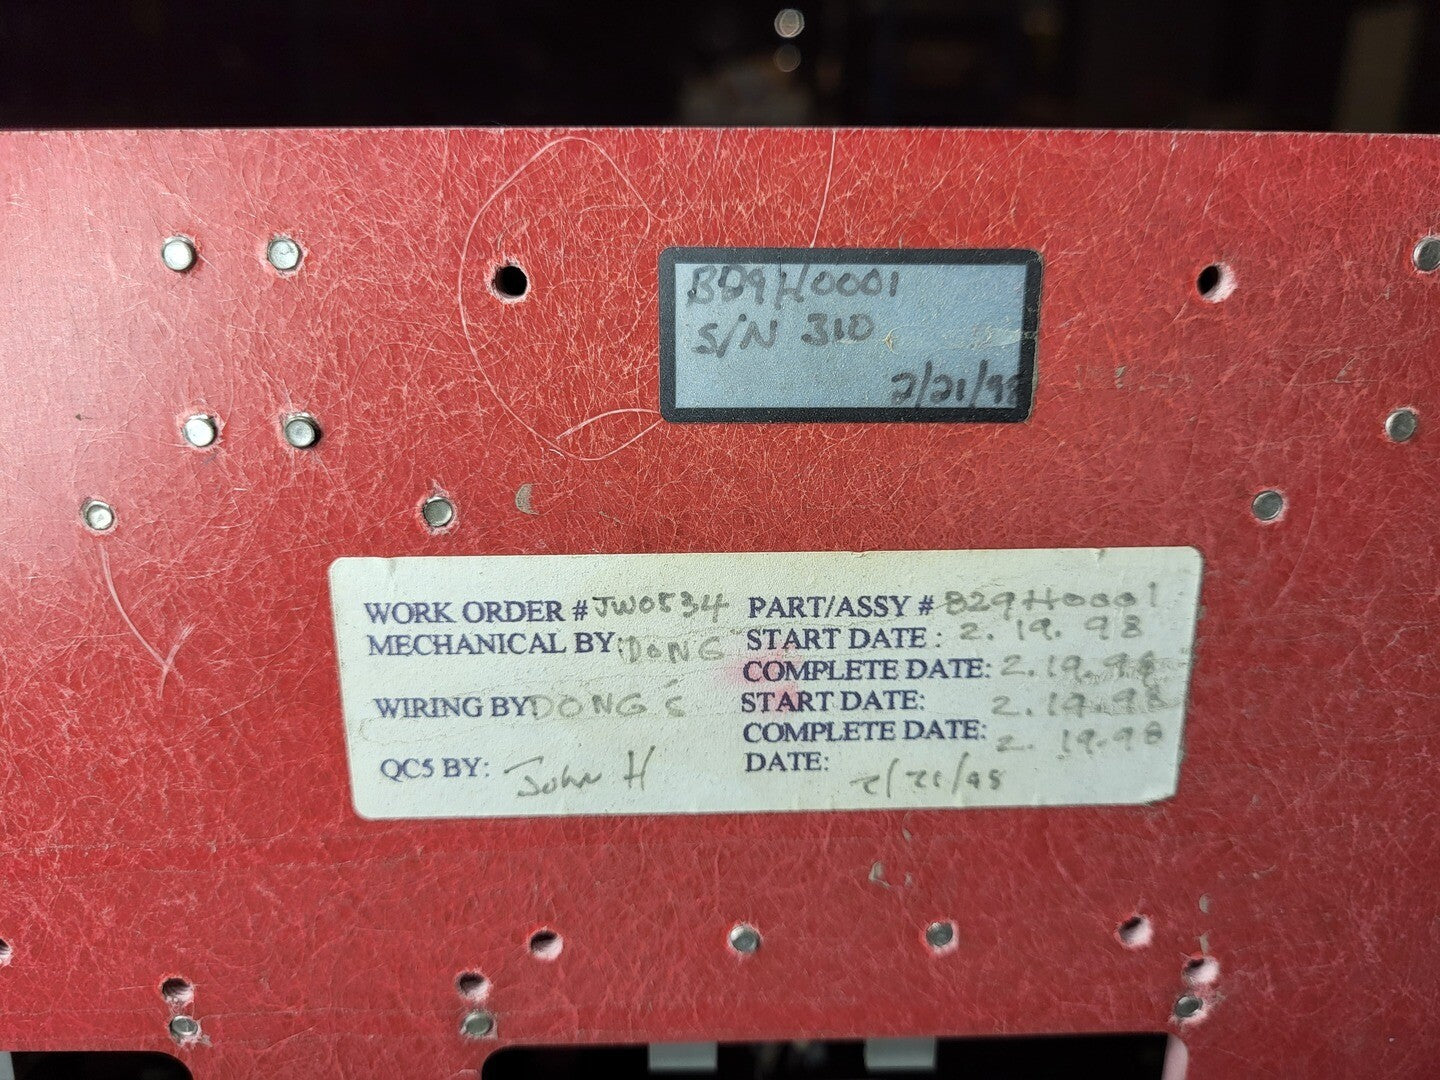 B29H0001
S/N 310
2/21/98
WORK ORDER # JW0534 PART/ASSY # 829H0001
MECHANICAL BY: DONG START DATE : 2. 19. 98
COMPLETE DATE: 2.19.98
WIRING BY: DONG START DATE: 2.19.98
COMPLETE DATE: 2. 19.98
QC5 BY: John H DATE: 2/21/98